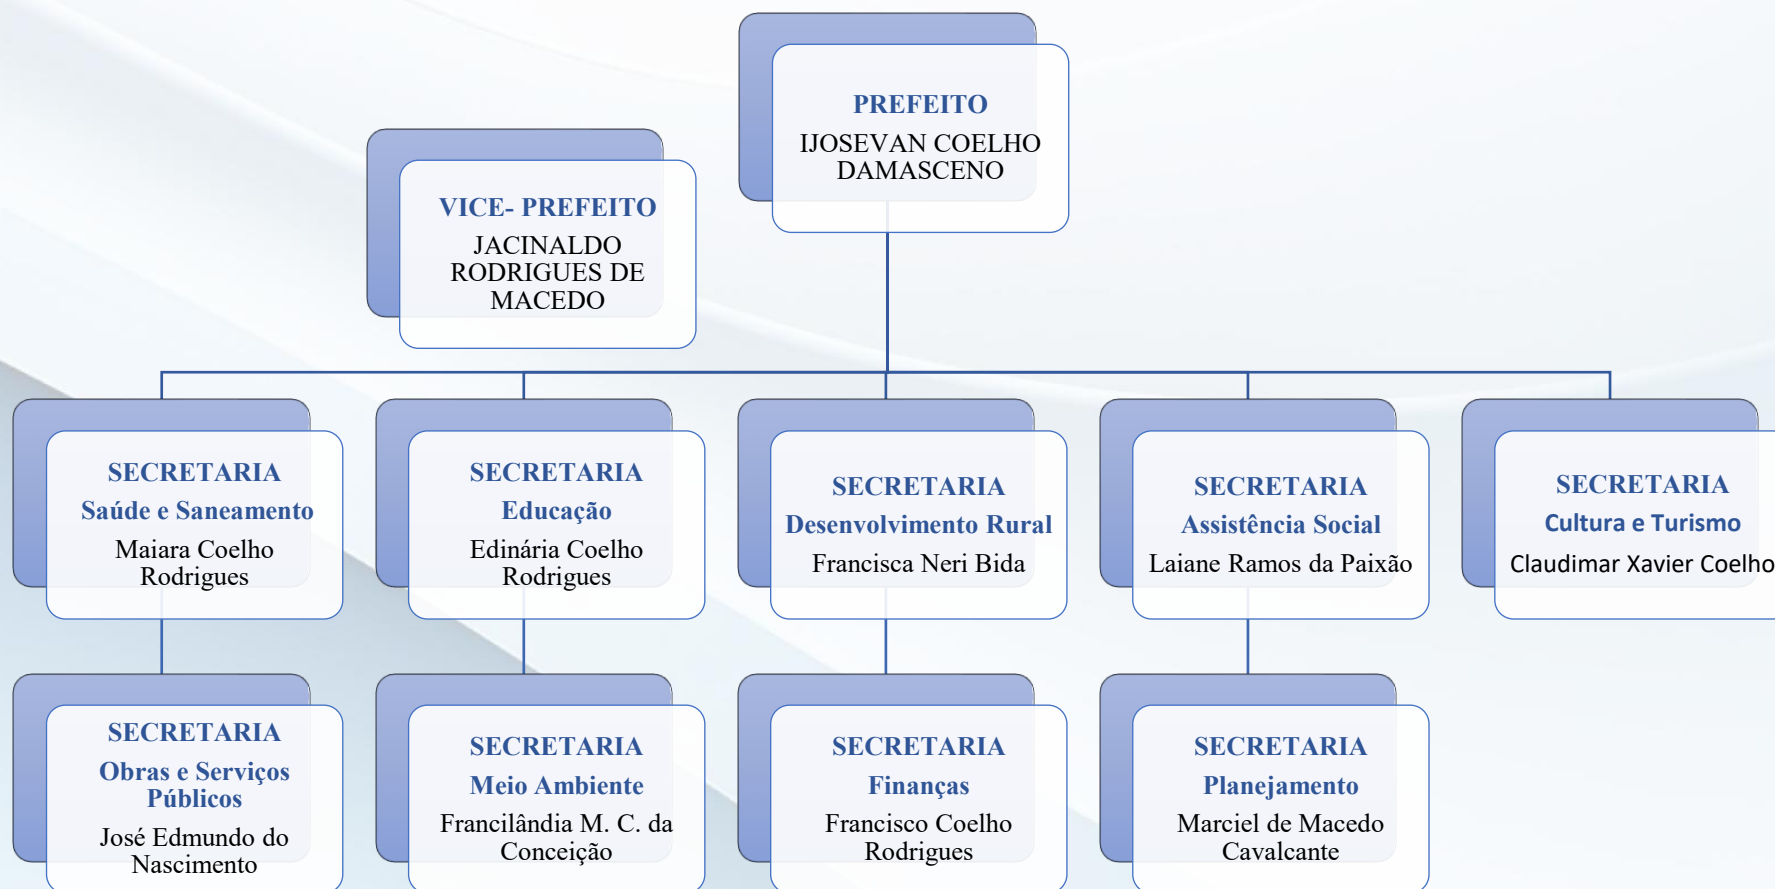 PREFEITO
IJOSEVAN COELHO
DAMASCENO
VICE- PREFEITO
JACINALDO
RODRIGUES DE
MACEDO
SECRETARIA
Saúde e Saneamento
Maiara Coelho
Rodrigues
SECRETARIA
Educação
Edinária Coelho
Rodrigues
SECRETARIA
Desenvolvimento Rural
Francisca Neri Bida
SECRETARIA
Assistência Social
Laiane Ramos da Paixão
SECRETARIA
Cultura e Turismo
Claudimar Xavier Coelho
SECRETARIA
Obras e Serviços
Públicos
José Edmundo do
Nascimento
SECRETARIA
Meio Ambiente
Francilândia M. C. da
Conceição
SECRETARIA
Finanças
Francisco Coelho
Rodrigues
SECRETARIA
Planejamento
Marciel de Macedo
Cavalcante